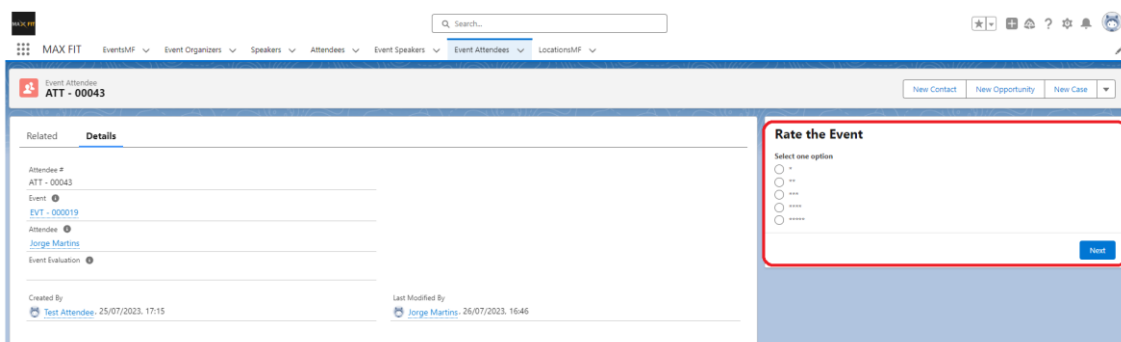 MAX FIT
Search...
MAX FIT EventsMF Event Organizers Speakers Attendees Event Speakers Event Attendees LocationsMF
Event Attendee
ATT - 00043
New Contact New Opportunity New Case
Related Details
Attendee #
ATT - 00043
Event
EVT - 000019
Attendee
Jorge Martins
Event Evaluation
Created By
Test Attendee, 25/07/2023, 17:15
Last Modified By
Jorge Martins, 26/07/2023, 16:46
Rate the Event
Select one option
*
**
***
****
*****
Next